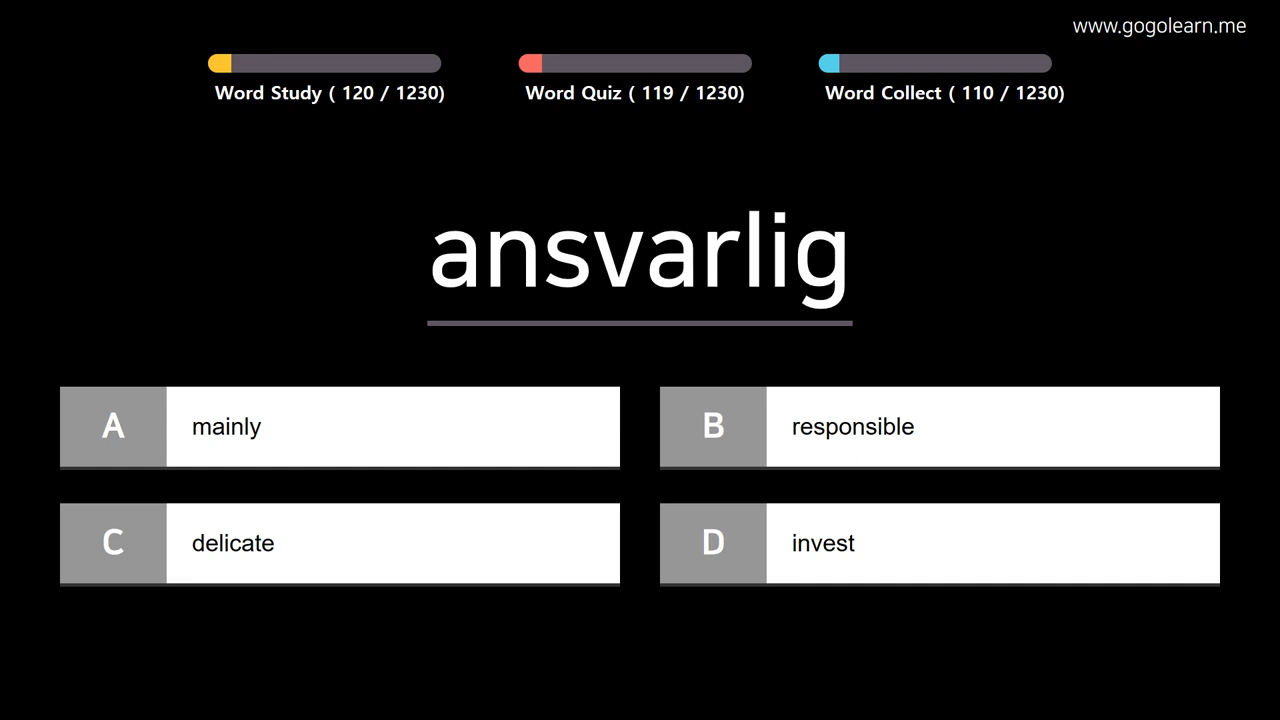 www.gogolearn.me
Word Study ( 120 / 1230)
Word Quiz ( 119 / 1230)
Word Collect ( 110 / 1230)
ansvarlig
A mainly
B responsible
C delicate
D invest